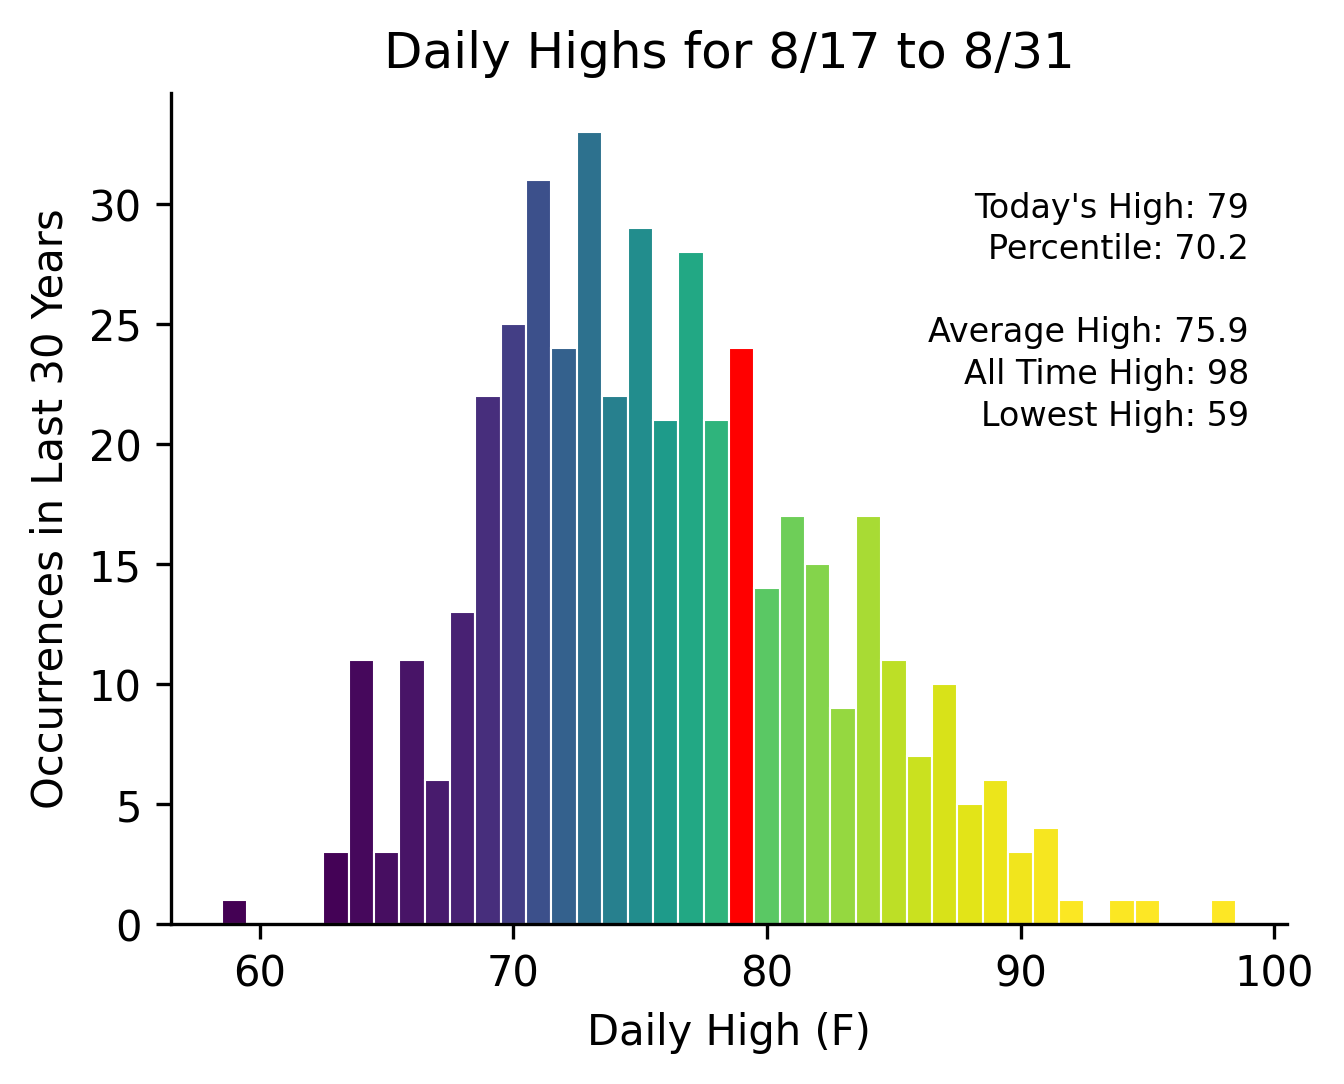 Daily Highs for 8/17 to 8/31
Today's High: 79
Percentile: 70.2
Average High: 75.9
All Time High: 98
Lowest High: 59
Occurrences in Last 30 Years
30
25
20
15
10
5
0
60 70 80 90 100
Daily High (F)